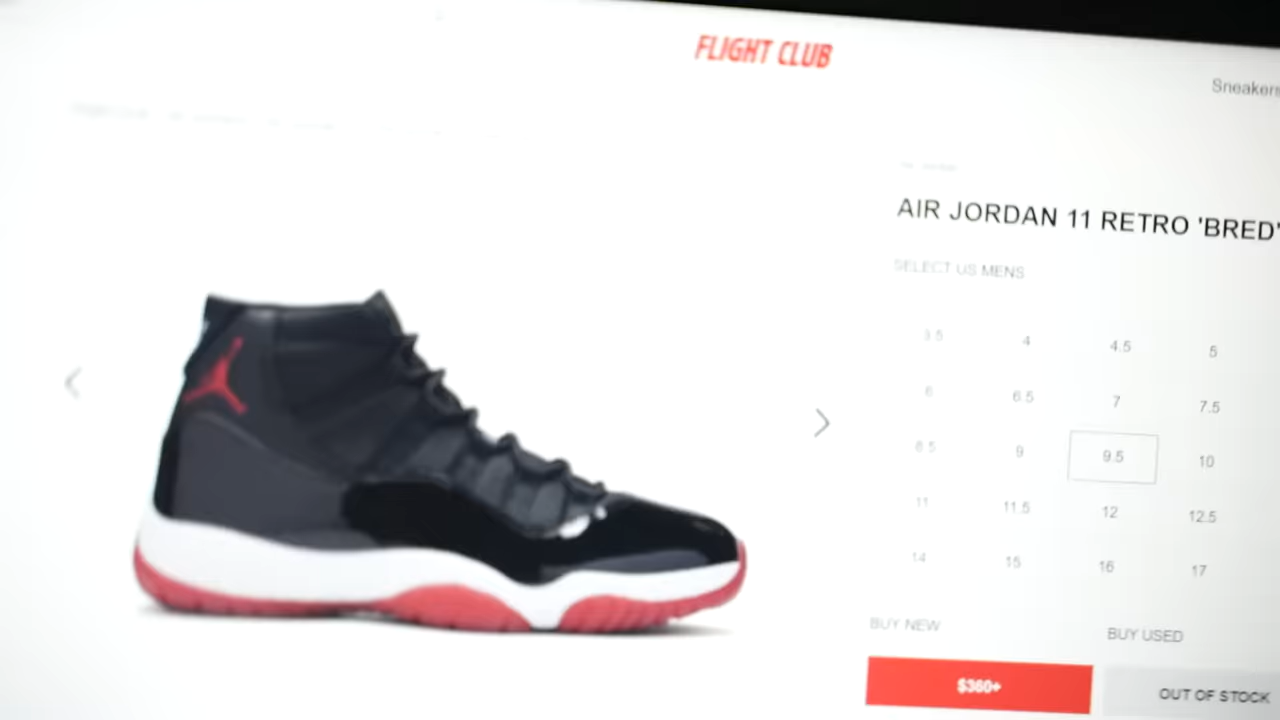 FLIGHT CLUB
Sneakers
AIR JORDAN 11 RETRO 'BRED'
SELECT US MENS
3.5 4 4.5 5
6 6.5 7 7.5
8.5 9 9.5 10
11 11.5 12 12.5
14 15 16 17
BUY NEW BUY USED
$360+ OUT OF STOCK